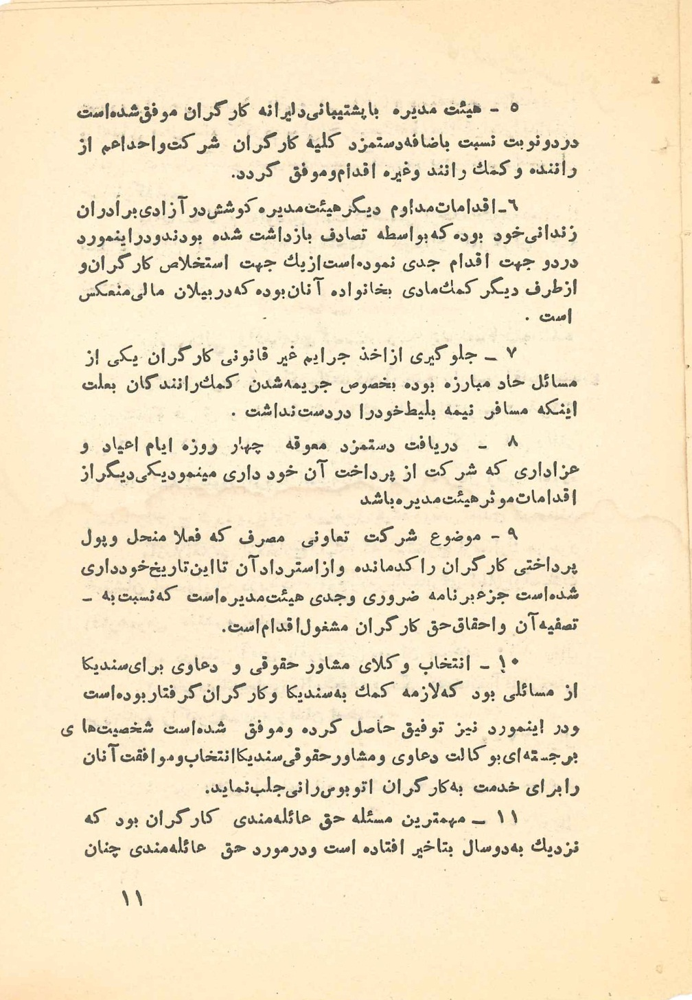 ۵ - هیئت مدیره باپشتیبانی‌دلیرانه کارگران موفق‌شده‌است
دردونوبت نسبت باضافه‌دستمزد کلیه کارگران شرکت‌واحداعم از
راننده و کمك رانند وغیره اقدام‌وموفق گردد.
۶ـ اقدامات‌مداوم دیگرهیئت‌مدیره کوشش‌درآزادی‌برادران
زندانی‌خود بوده‌که‌بواسطه تصادف بازداشت شده بودندودراینمورد
دردو جهت اقدام جدی نموده‌است‌ازیك جهت استخلاص کارگران‌و
ازطرف دیگر کمك‌مادی بخانواده آنان‌بوده‌که‌دربیلان مالی‌منعکس
است .
۷ ـ جلوگیری ازاخذ جرایم غیر قانونی کارگران یکی از
مسائل حاد مبارزه بوده بخصوص جریمه‌شدن کمك‌رانندگان بعلت
اینکه مسافر نیمه بلیط‌خودرا دردست‌نداشت .
۸ ـ دریافت دستمزد معوقه چهار روزه ایام اعیاد و
عزاداری که شرکت از پرداخت آن خود داری مینمودیکی‌دیگراز
اقدامات‌موثرهیئت‌مدیره‌باشد
۹ - موضوع شرکت تعاونی مصرف که فعلا منحل وپول
پرداختی کارگران راکدمانده وازاستردادآن تااین‌تاریخ‌خودداری
شده‌است جزءبرنامه ضروری وجدی هیئت‌مدیره‌است که‌نسبت‌به ـ
تصفیه‌آن واحقاق‌حق کارگران مشغول‌اقدام‌است.
۱۰ ـ انتخاب وکلای مشاور حقوقی و دعاوی برای‌سندیکا
از مسائلی بود که‌لازمه کمك به‌سندیکا وکارگران‌گرفتاربوده‌است
ودر اینمورد نیز توفیق حاصل کرده وموفق شده‌است شخصیت‌ها ی
برجسته‌ای‌بوکالت دعاوی ومشاورحقوقی‌سندیکاانتخاب‌وموافقت‌آنان
رابرای خدمت به‌کارگران اتوبوس‌رانی‌جلب‌نماید.
۱۱ ـ مهمترین مسئله حق عائله‌مندی کارگران بود که
نزدیك به‌دوسال بتاخیر افتاده است ودرمورد حق عائله‌مندی چنان
۱۱